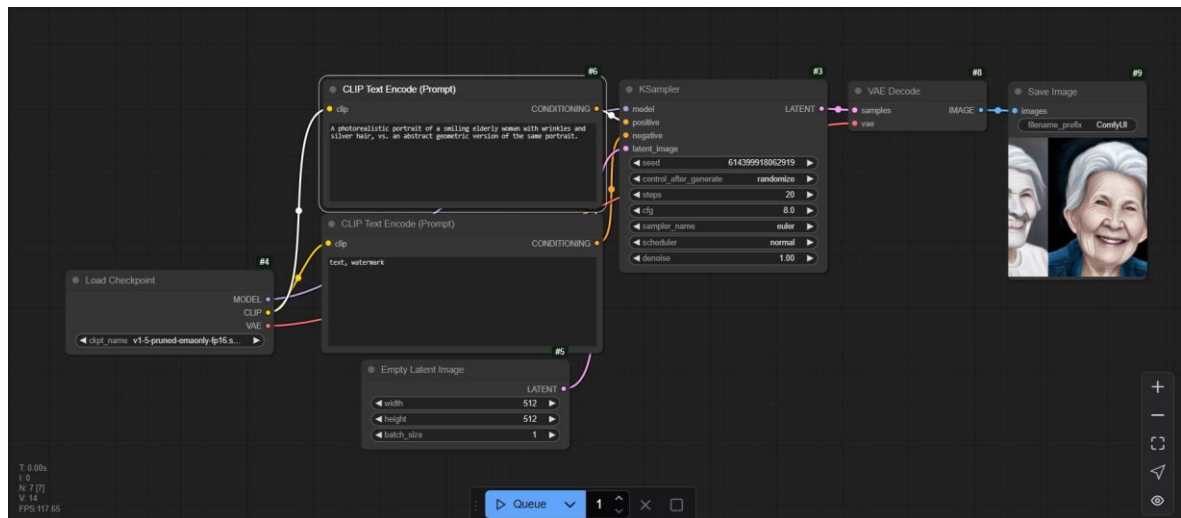 #4
Load Checkpoint
MODEL
CLIP
VAE
ckpt_name v1-5-pruned-emaonly-fp16.s...
#6
CLIP Text Encode (Prompt)
clip CONDITIONING
A photorealistic portrait of a smiling elderly woman with wrinkles and
silver hair, vs. an abstract geometric version of the same portrait.
CLIP Text Encode (Prompt)
clip CONDITIONING
text, watermark
#5
Empty Latent Image
LATENT
width 512
height 512
batch_size 1
#3
KSampler
model LATENT
positive
negative
latent_image
seed 614399918062919
control_after_generate randomize
steps 20
cfg 8.0
sampler_name euler
scheduler normal
denoise 1.00
#8
VAE Decode
samples IMAGE
vae
#9
Save Image
images
filename_prefix ComfyUI
T: 0.00s
I: 0
N: 7 [7]
V: 14
FPS:117.65
Queue 1